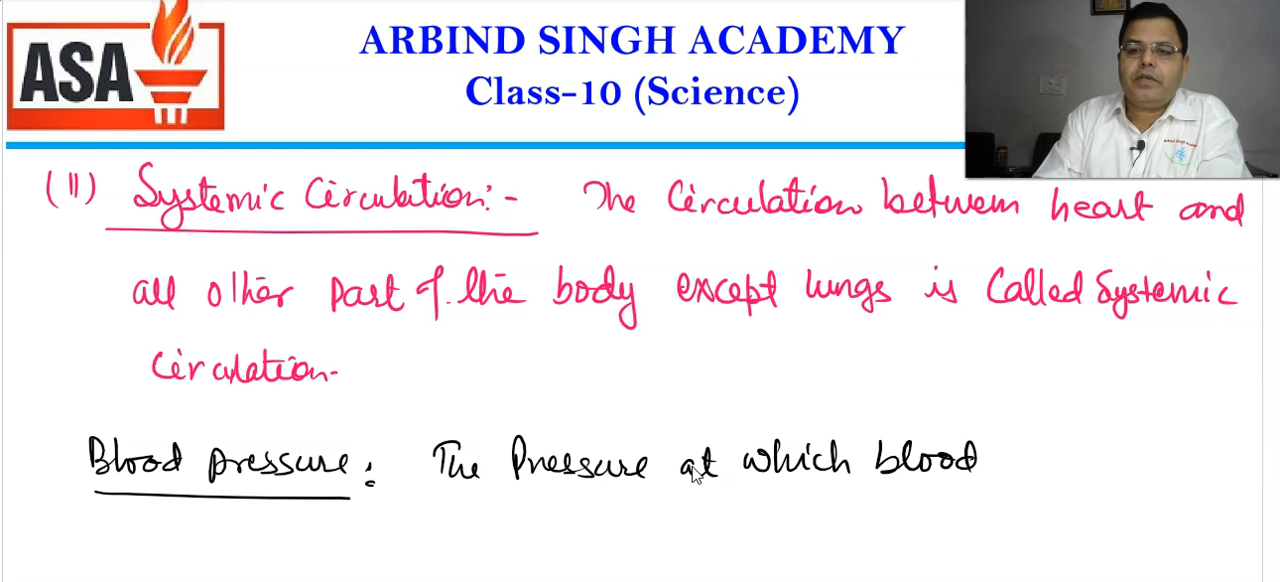 ASA
ARBIND SINGH ACADEMY
Class-10 (Science)
(II) Systemic Circulation:- The Circulation between heart and
all other part of the body except lungs is Called Systemic
Circulation.
Blood pressure: The Pressure at which blood